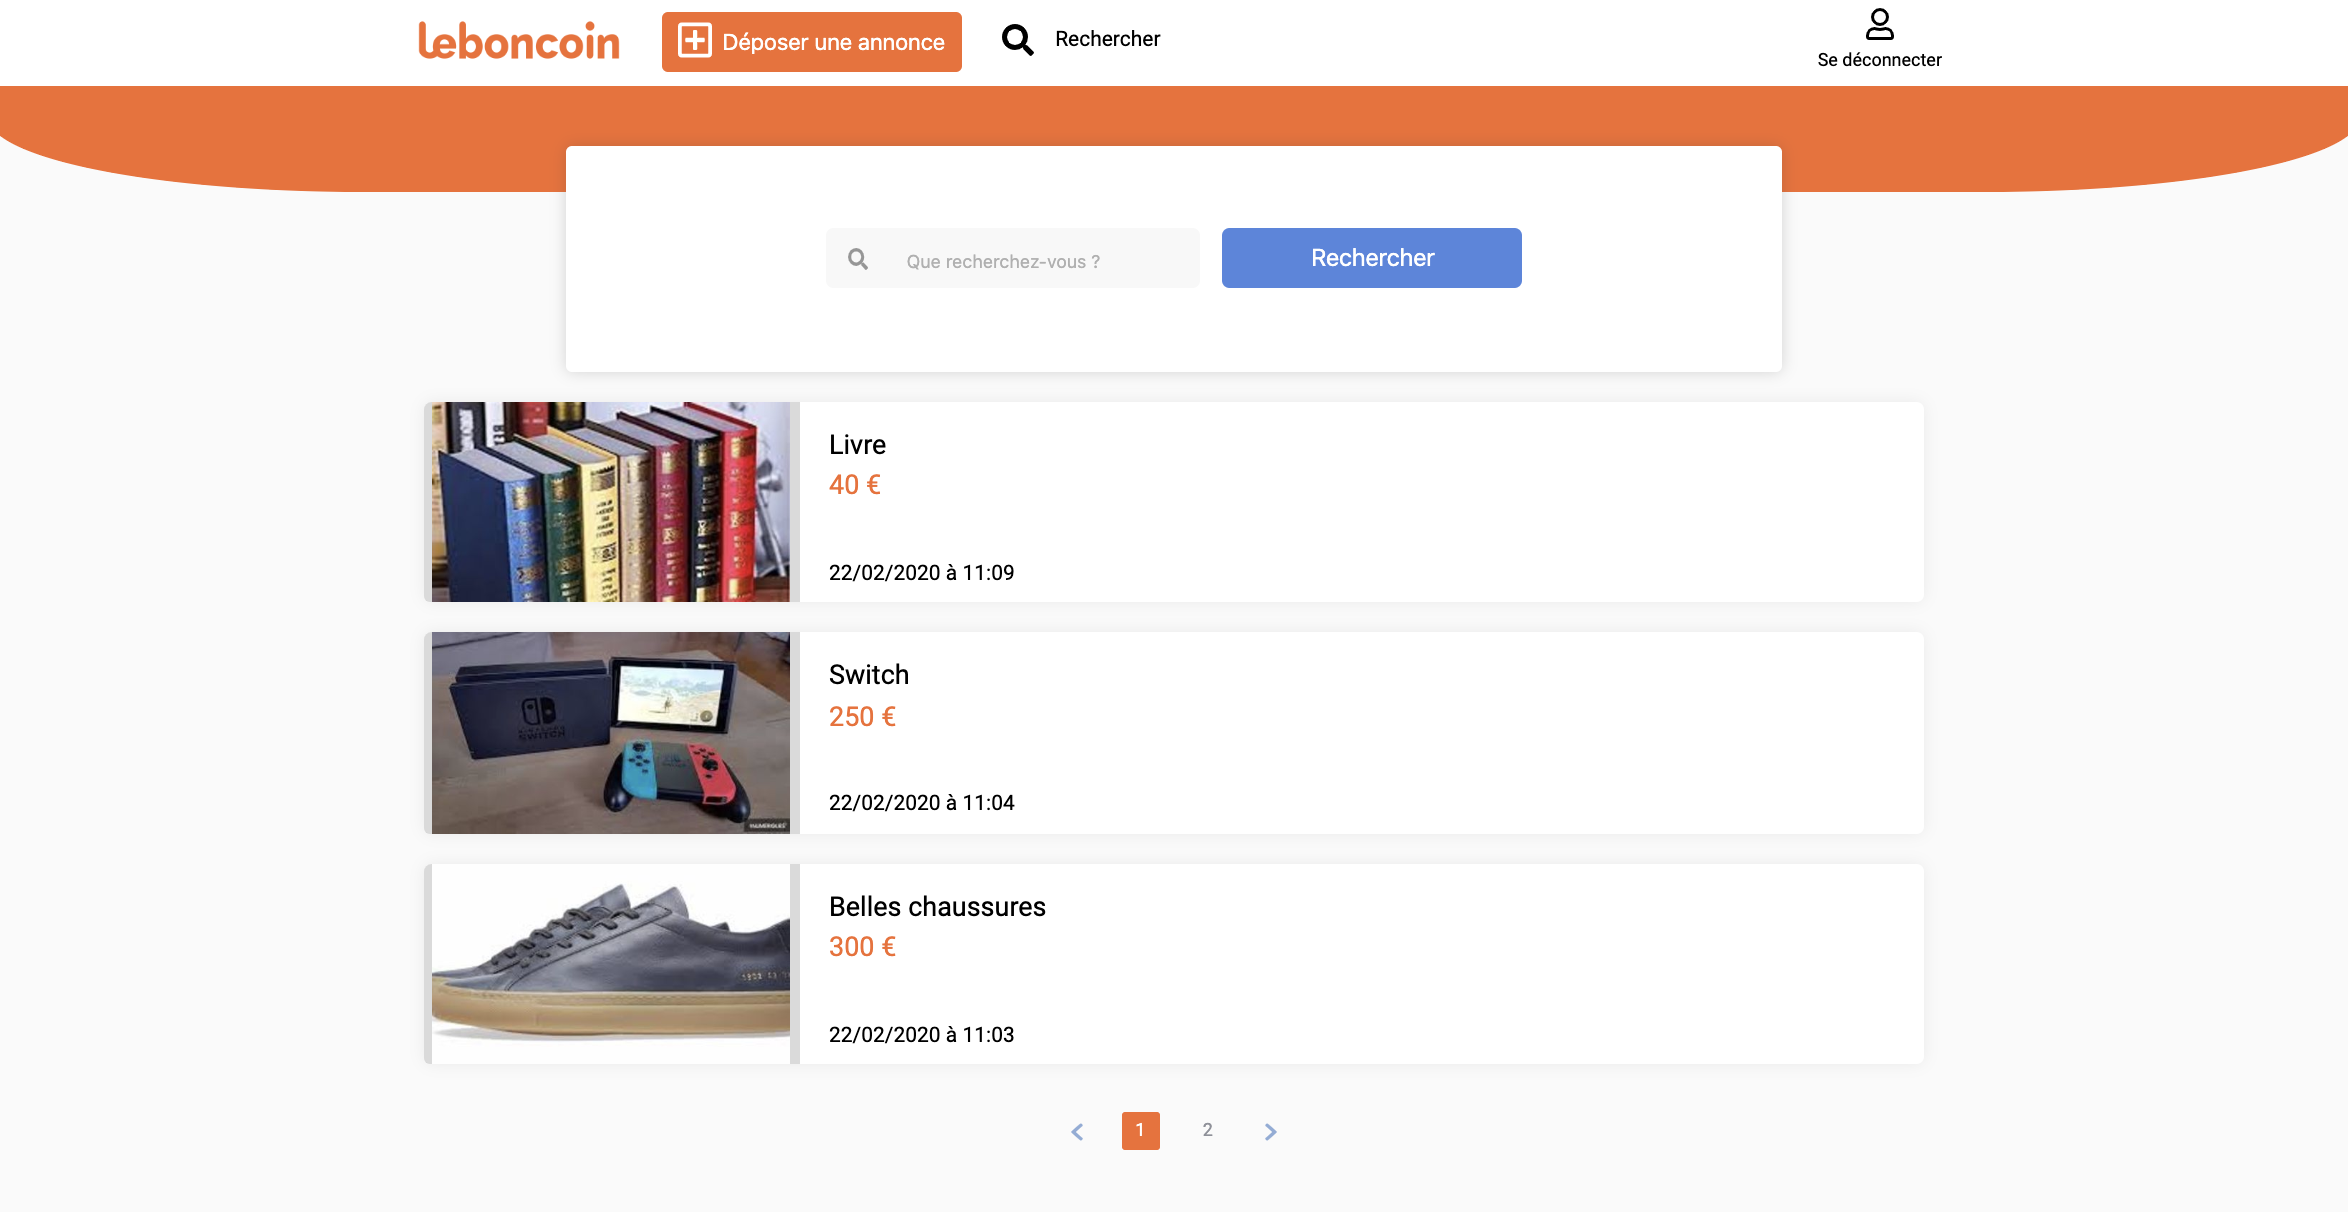 leboncoin
Déposer une annonce
Rechercher
Se déconnecter
Que recherchez-vous ?
Rechercher
Livre
40 €
22/02/2020 à 11:09
SWITCH
Switch
250 €
22/02/2020 à 11:04
Belles chaussures
300 €
22/02/2020 à 11:03
1
2